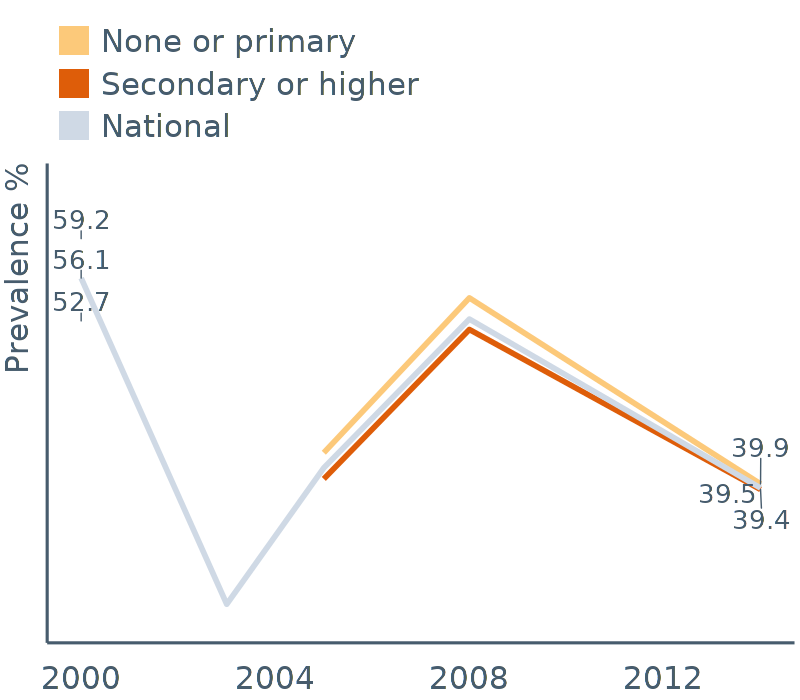 None or primary
Secondary or higher
National
Prevalence %
59.2
56.1
52.7
39.9
39.5
39.4
2000 2004 2008 2012